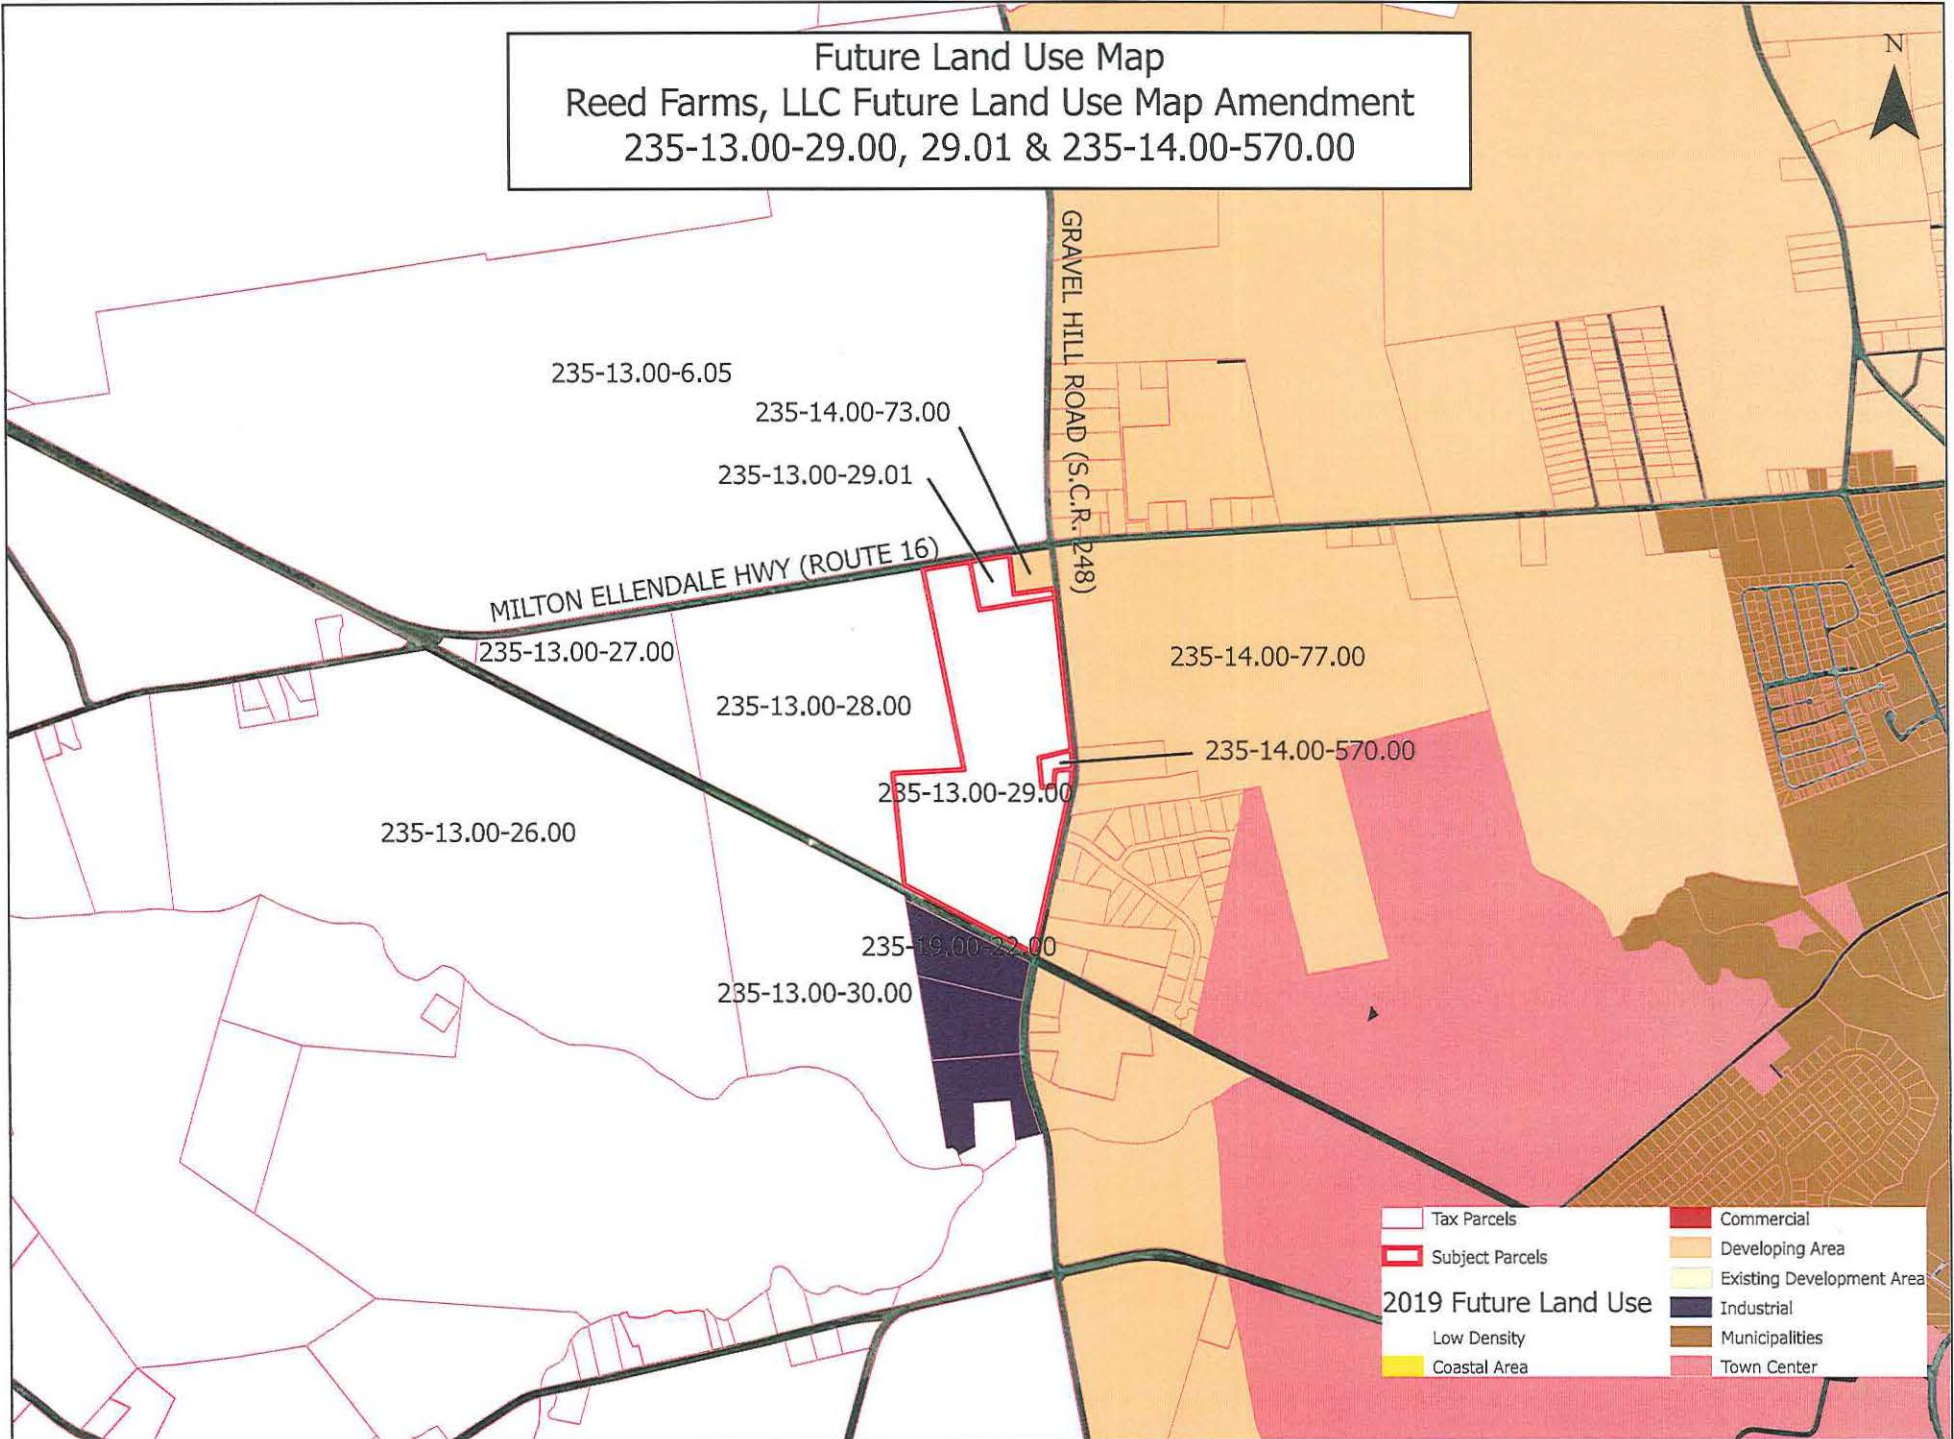 Future Land Use Map
Reed Farms, LLC Future Land Use Map Amendment
235-13.00-29.00, 29.01 & 235-14.00-570.00
N
GRAVEL HILL ROAD (S.C.R. 248)
235-13.00-6.05
235-14.00-73.00
235-13.00-29.01
MILTON ELLENDALE HWY (ROUTE 16)
235-13.00-27.00
235-14.00-77.00
235-13.00-28.00
235-14.00-570.00
235-13.00-29.00
235-13.00-26.00
235-19.00-22.00
235-13.00-30.00
Tax Parcels
Subject Parcels
2019 Future Land Use
Low Density
Coastal Area
Commercial
Developing Area
Existing Development Area
Industrial
Municipalities
Town Center